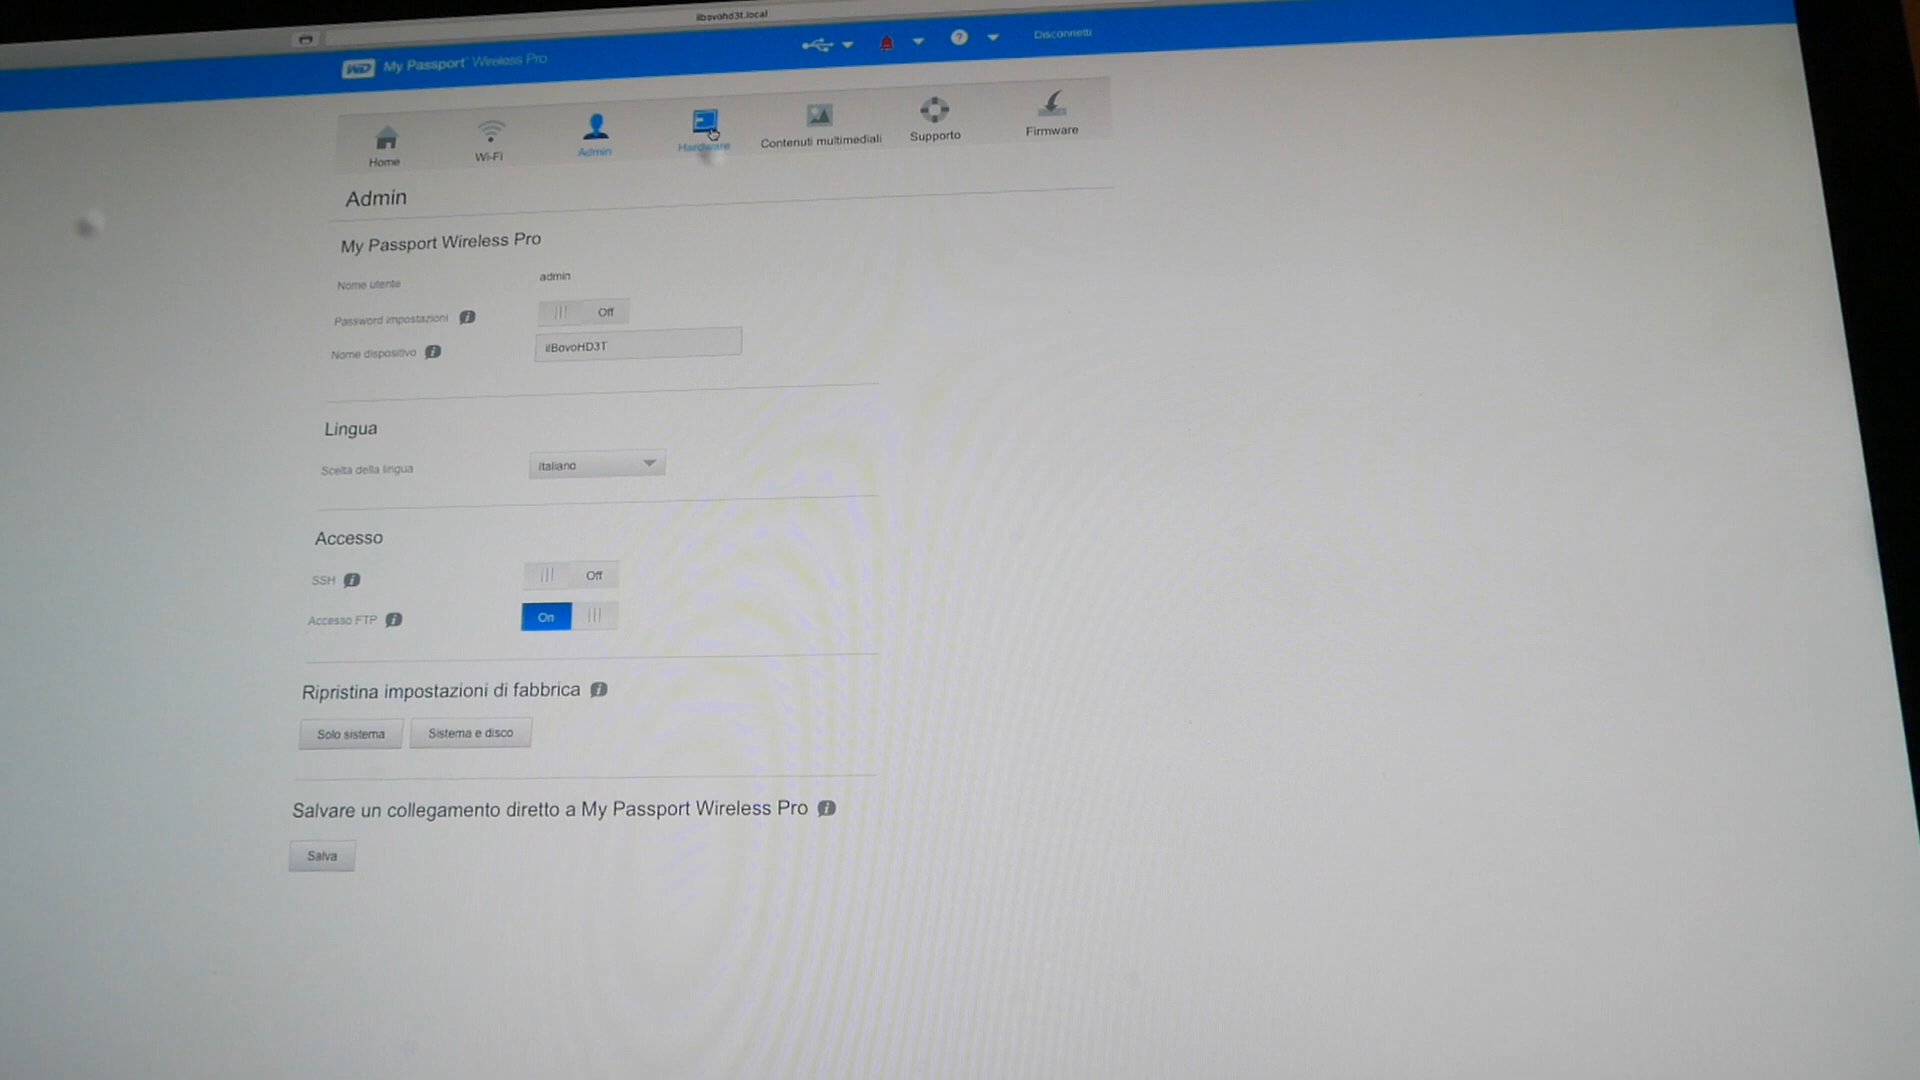 ilbovohd3t.local
WD My Passport Wireless Pro
? Disconnetti
Home Wi-Fi Admin Hardware Contenuti multimediali Supporto Firmware
Admin
My Passport Wireless Pro
Nome utente admin
Password impostazioni i Off
Nome dispositivo i ilBovoHD3T
Lingua
Scelta della lingua Italiano
Accesso
SSH i Off
Accesso FTP i On
Ripristina impostazioni di fabbrica i
Solo sistema Sistema e disco
Salvare un collegamento diretto a My Passport Wireless Pro i
Salva